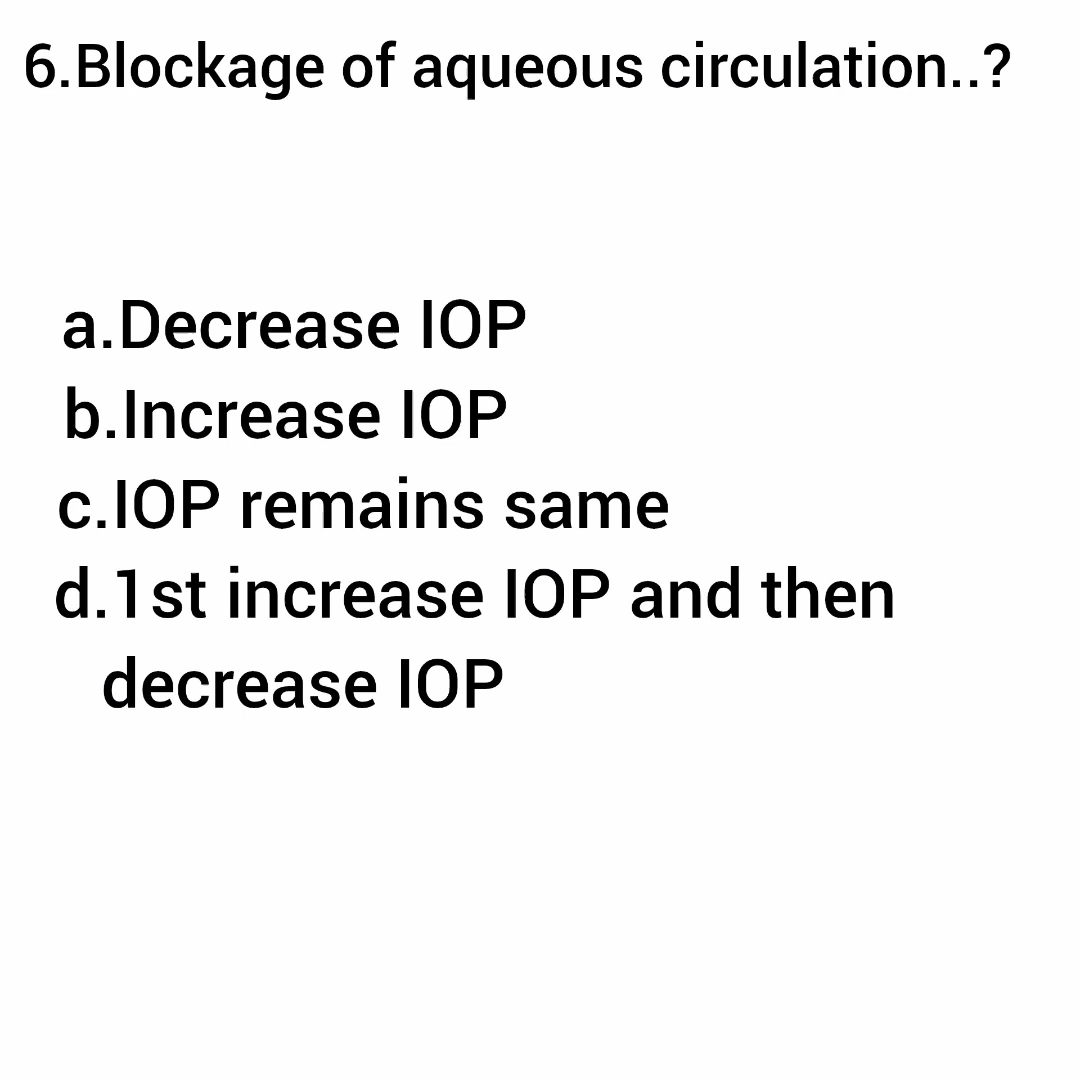 6.Blockage of aqueous circulation..?
a.Decrease IOP
b.Increase IOP
c.IOP remains same
d.1st increase IOP and then
decrease IOP